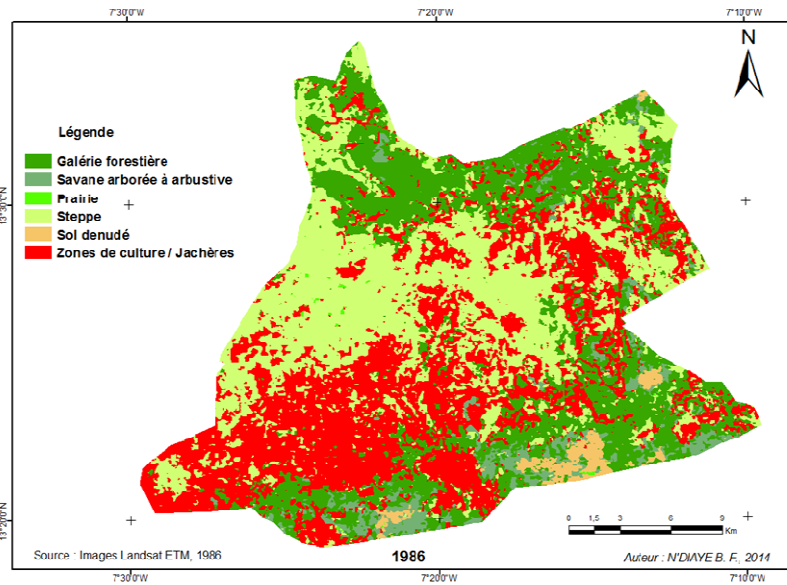 7°30'0"W 7°20'0"W 7°10'0"W
N
Légende
Galérie forestière
Savane arborée à arbustive
Prairie
Steppe
Sol denudé
Zones de culture / Jachères
13°30'0"N
13°20'0"N
0 1,5 3 6 9
Km
Source : Images Landsat ETM, 1986
1986
Auteur : N'DIAYE B. F., 2014
7°30'0"W 7°20'0"W 7°10'0"W